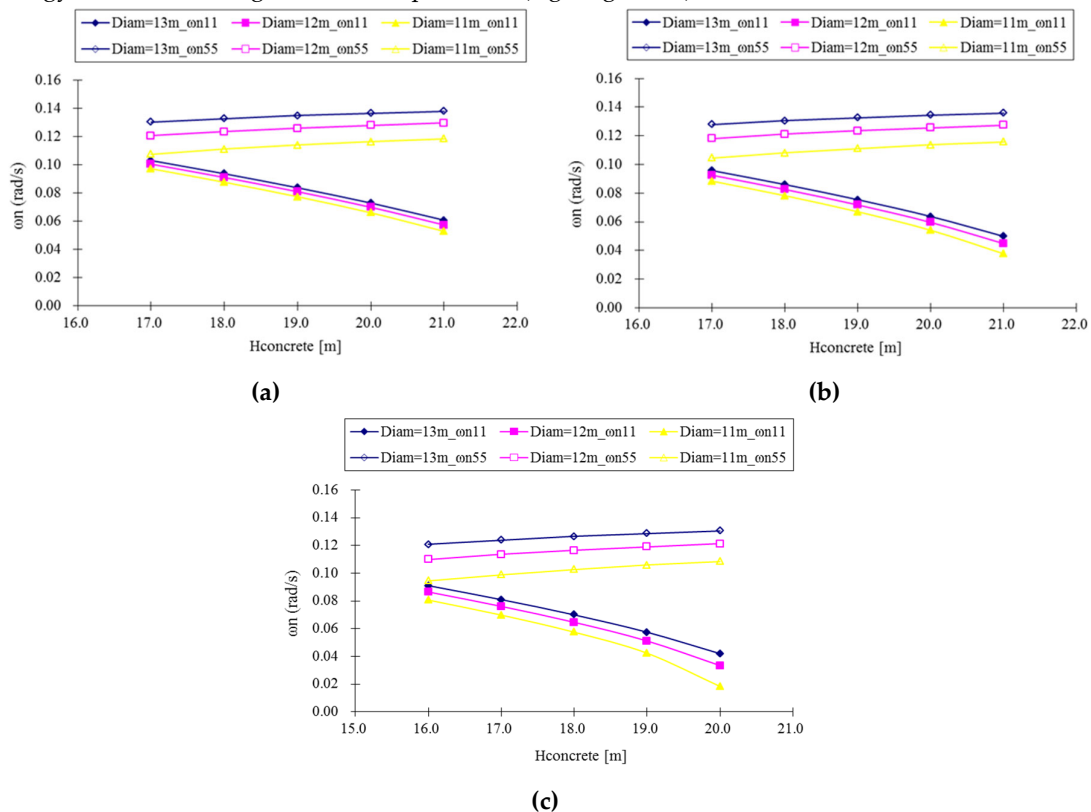 Diam=13m_ωn11 Diam=12m_ωn11 Diam=11m_ωn11
Diam=13m_ωn55 Diam=12m_ωn55 Diam=11m_ωn55
0.16
0.14
0.12
0.10
0.08
0.06
0.04
0.02
0.00
ωn (rad/s)
16.0 17.0 18.0 19.0 20.0 21.0 22.0
Hconcrete [m]
(a)
Diam=13m_ωn11 Diam=12m_ωn11 Diam=11m_ωn11
Diam=13m_ωn55 Diam=12m_ωn55 Diam=11m_ωn55
0.16
0.14
0.12
0.10
0.08
0.06
0.04
0.02
0.00
ωn (rad/s)
16.0 17.0 18.0 19.0 20.0 21.0 22.0
Hconcrete [m]
(b)
Diam=13m_ωn11 Diam=12m_ωn11 Diam=11m_ωn11
Diam=13m_ωn55 Diam=12m_ωn55 Diam=11m_ωn55
0.16
0.14
0.12
0.10
0.08
0.06
0.04
0.02
0.00
ωn (rad/s)
15.0 16.0 17.0 18.0 19.0 20.0 21.0
Hconcrete [m]
(c)